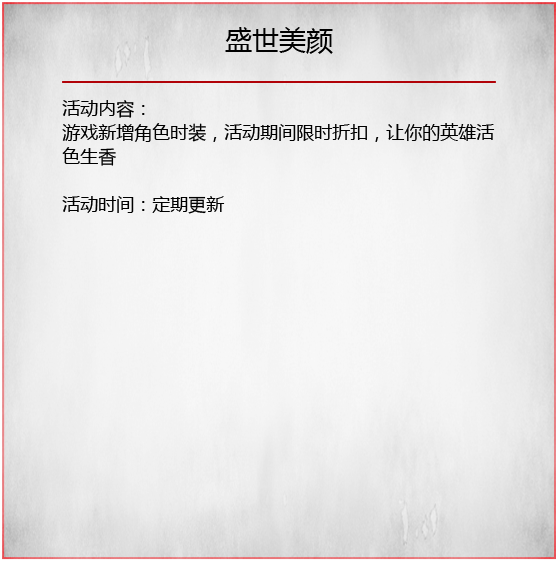 盛世美颜
活动内容：
游戏新增角色时装，活动期间限时折扣，让你的英雄活
色生香
活动时间：定期更新